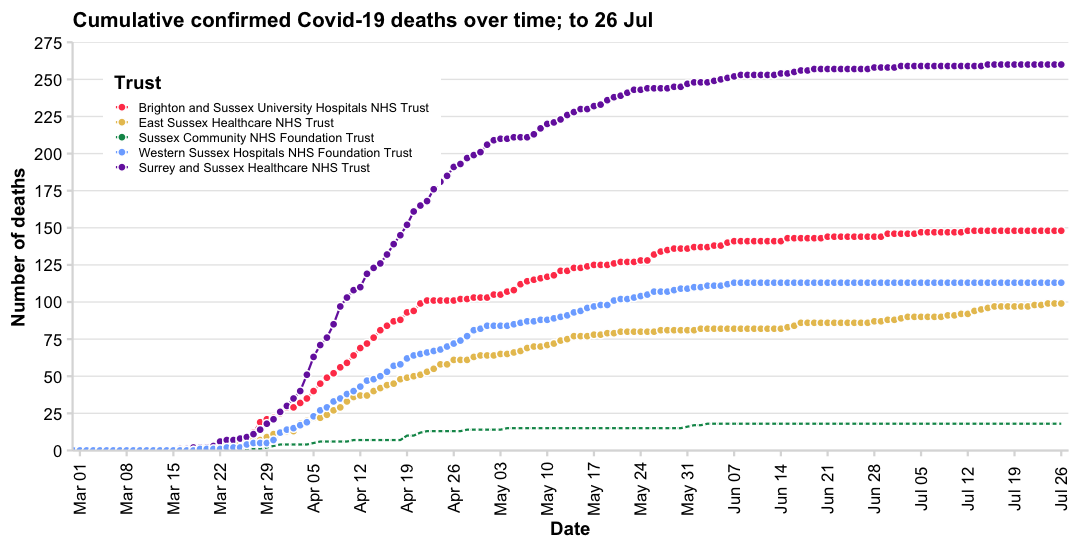 Cumulative confirmed Covid-19 deaths over time; to 26 Jul
275
250
225
200
175
150
125
100
75
50
25
0
Number of deaths
Trust
Brighton and Sussex University Hospitals NHS Trust
East Sussex Healthcare NHS Trust
Sussex Community NHS Foundation Trust
Western Sussex Hospitals NHS Foundation Trust
Surrey and Sussex Healthcare NHS Trust
Mar 01
Mar 08
Mar 15
Mar 22
Mar 29
Apr 05
Apr 12
Apr 19
Apr 26
May 03
May 10
May 17
May 24
May 31
Jun 07
Jun 14
Jun 21
Jun 28
Jul 05
Jul 12
Jul 19
Jul 26
Date